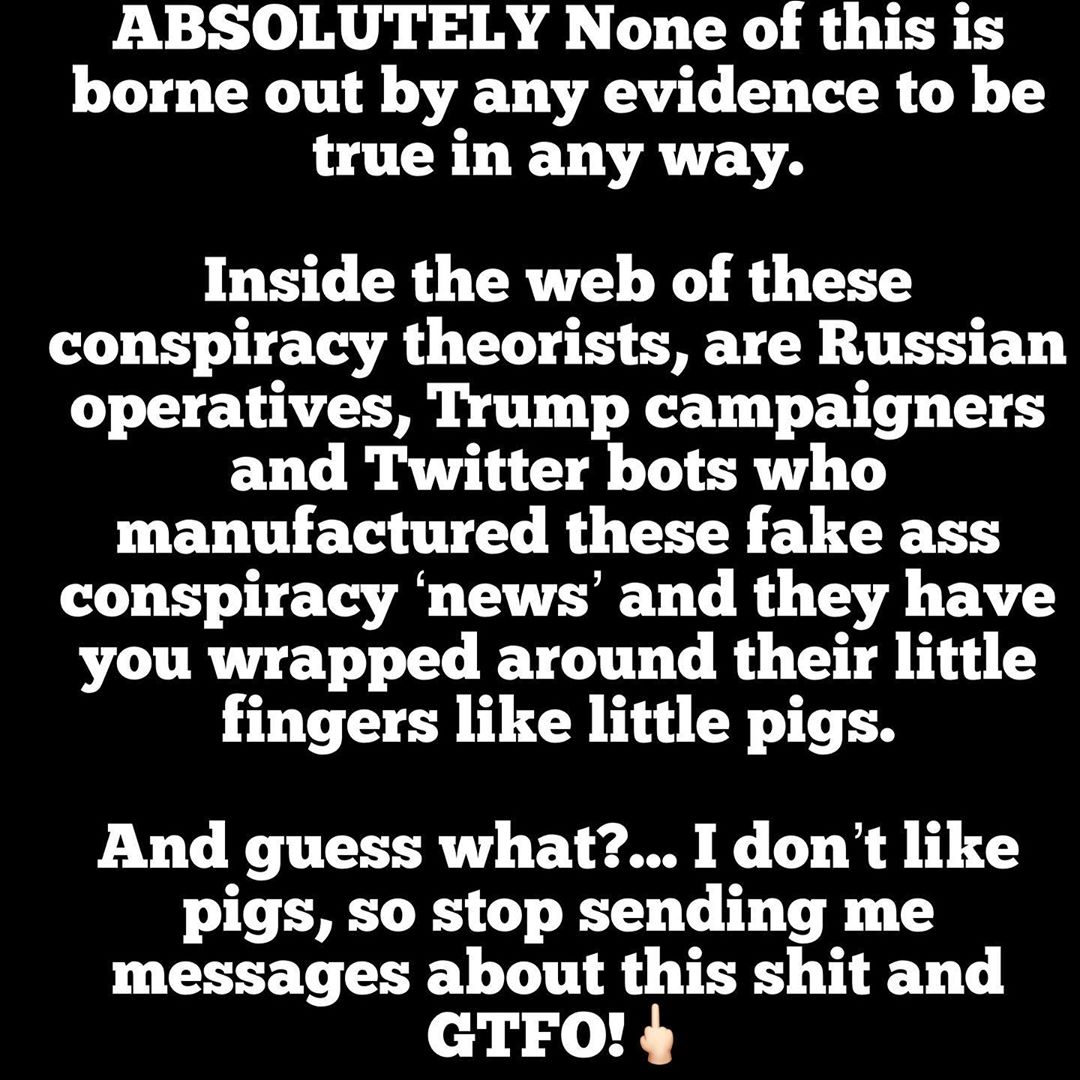 ABSOLUTELY None of this is
borne out by any evidence to be
true in any way.
Inside the web of these
conspiracy theorists, are Russian
operatives, Trump campaigners
and Twitter bots who
manufactured these fake ass
conspiracy ‘news’ and they have
you wrapped around their little
fingers like little pigs.
And guess what?... I don’t like
pigs, so stop sending me
messages about this shit and
GTFO!🖕🏻